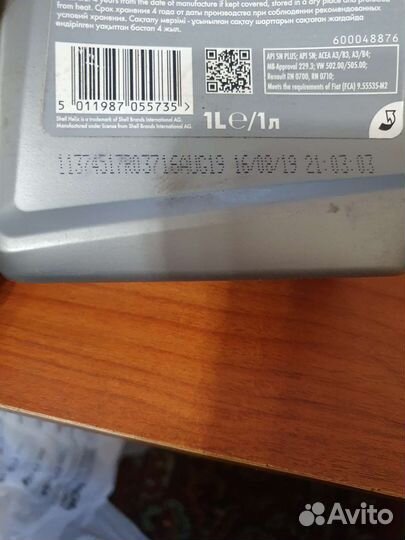 4 years from the date of manufacture if kept covered, stored in a dry place and protected
from heat. Срок хранения 4 года от даты производства при соблюдении рекомендованных
условий хранения. Сақтау мерзімі - ұсынылған сақтау шарттарын сақтаған жағдайда
өндірілген уақыттан бастап 4 жыл.
600048876
API SN PLUS; API SN; ACEA A3/B3, A3/B4;
MB-Approval 229.3; VW 502.00/505.00;
Renault RN 0700, RN 0710;
Meets the requirements of Fiat (FCA) 9.55535-M2
5 011987 055735 >
Shell Helix is a trademark of Shell Brands International AG.
Manufactured under license from Shell Brands International AG.
1L℮/1л
11374517R03716AUG19 16/08/19 21:03:03
Avito